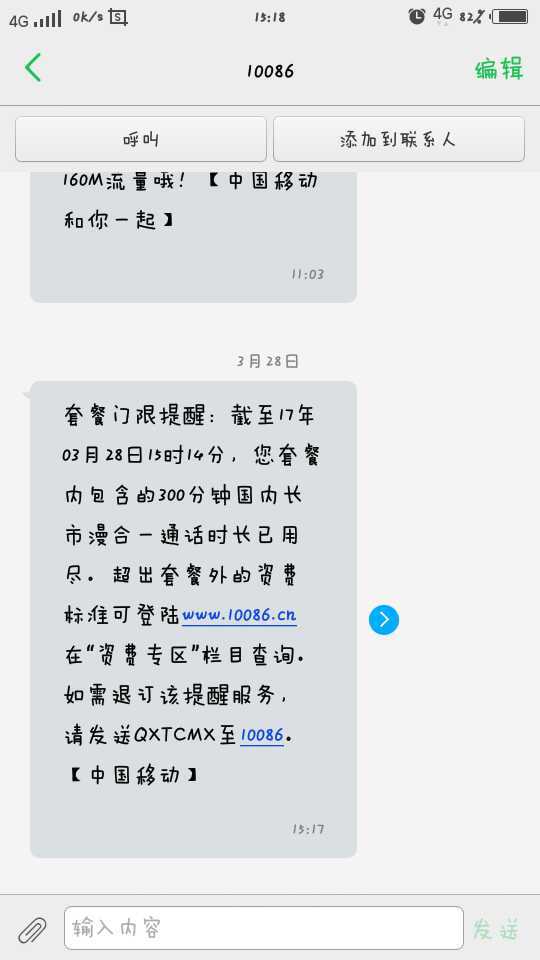 4G 0K/s 15:18 4G 82%
10086 编辑
呼叫 添加到联系人
160M流量哦！【中国移动
和你一起】
11:03
3月28日
套餐门限提醒：截至17年
03月28日15时14分，您套餐
内包含的300分钟国内长
市漫合一通话时长已用
尽。超出套餐外的资费
标准可登陆www.10086.cn
在“资费专区”栏目查询。
如需退订该提醒服务，
请发送QXTCMX至10086。
【中国移动】
15:17
输入内容 发送